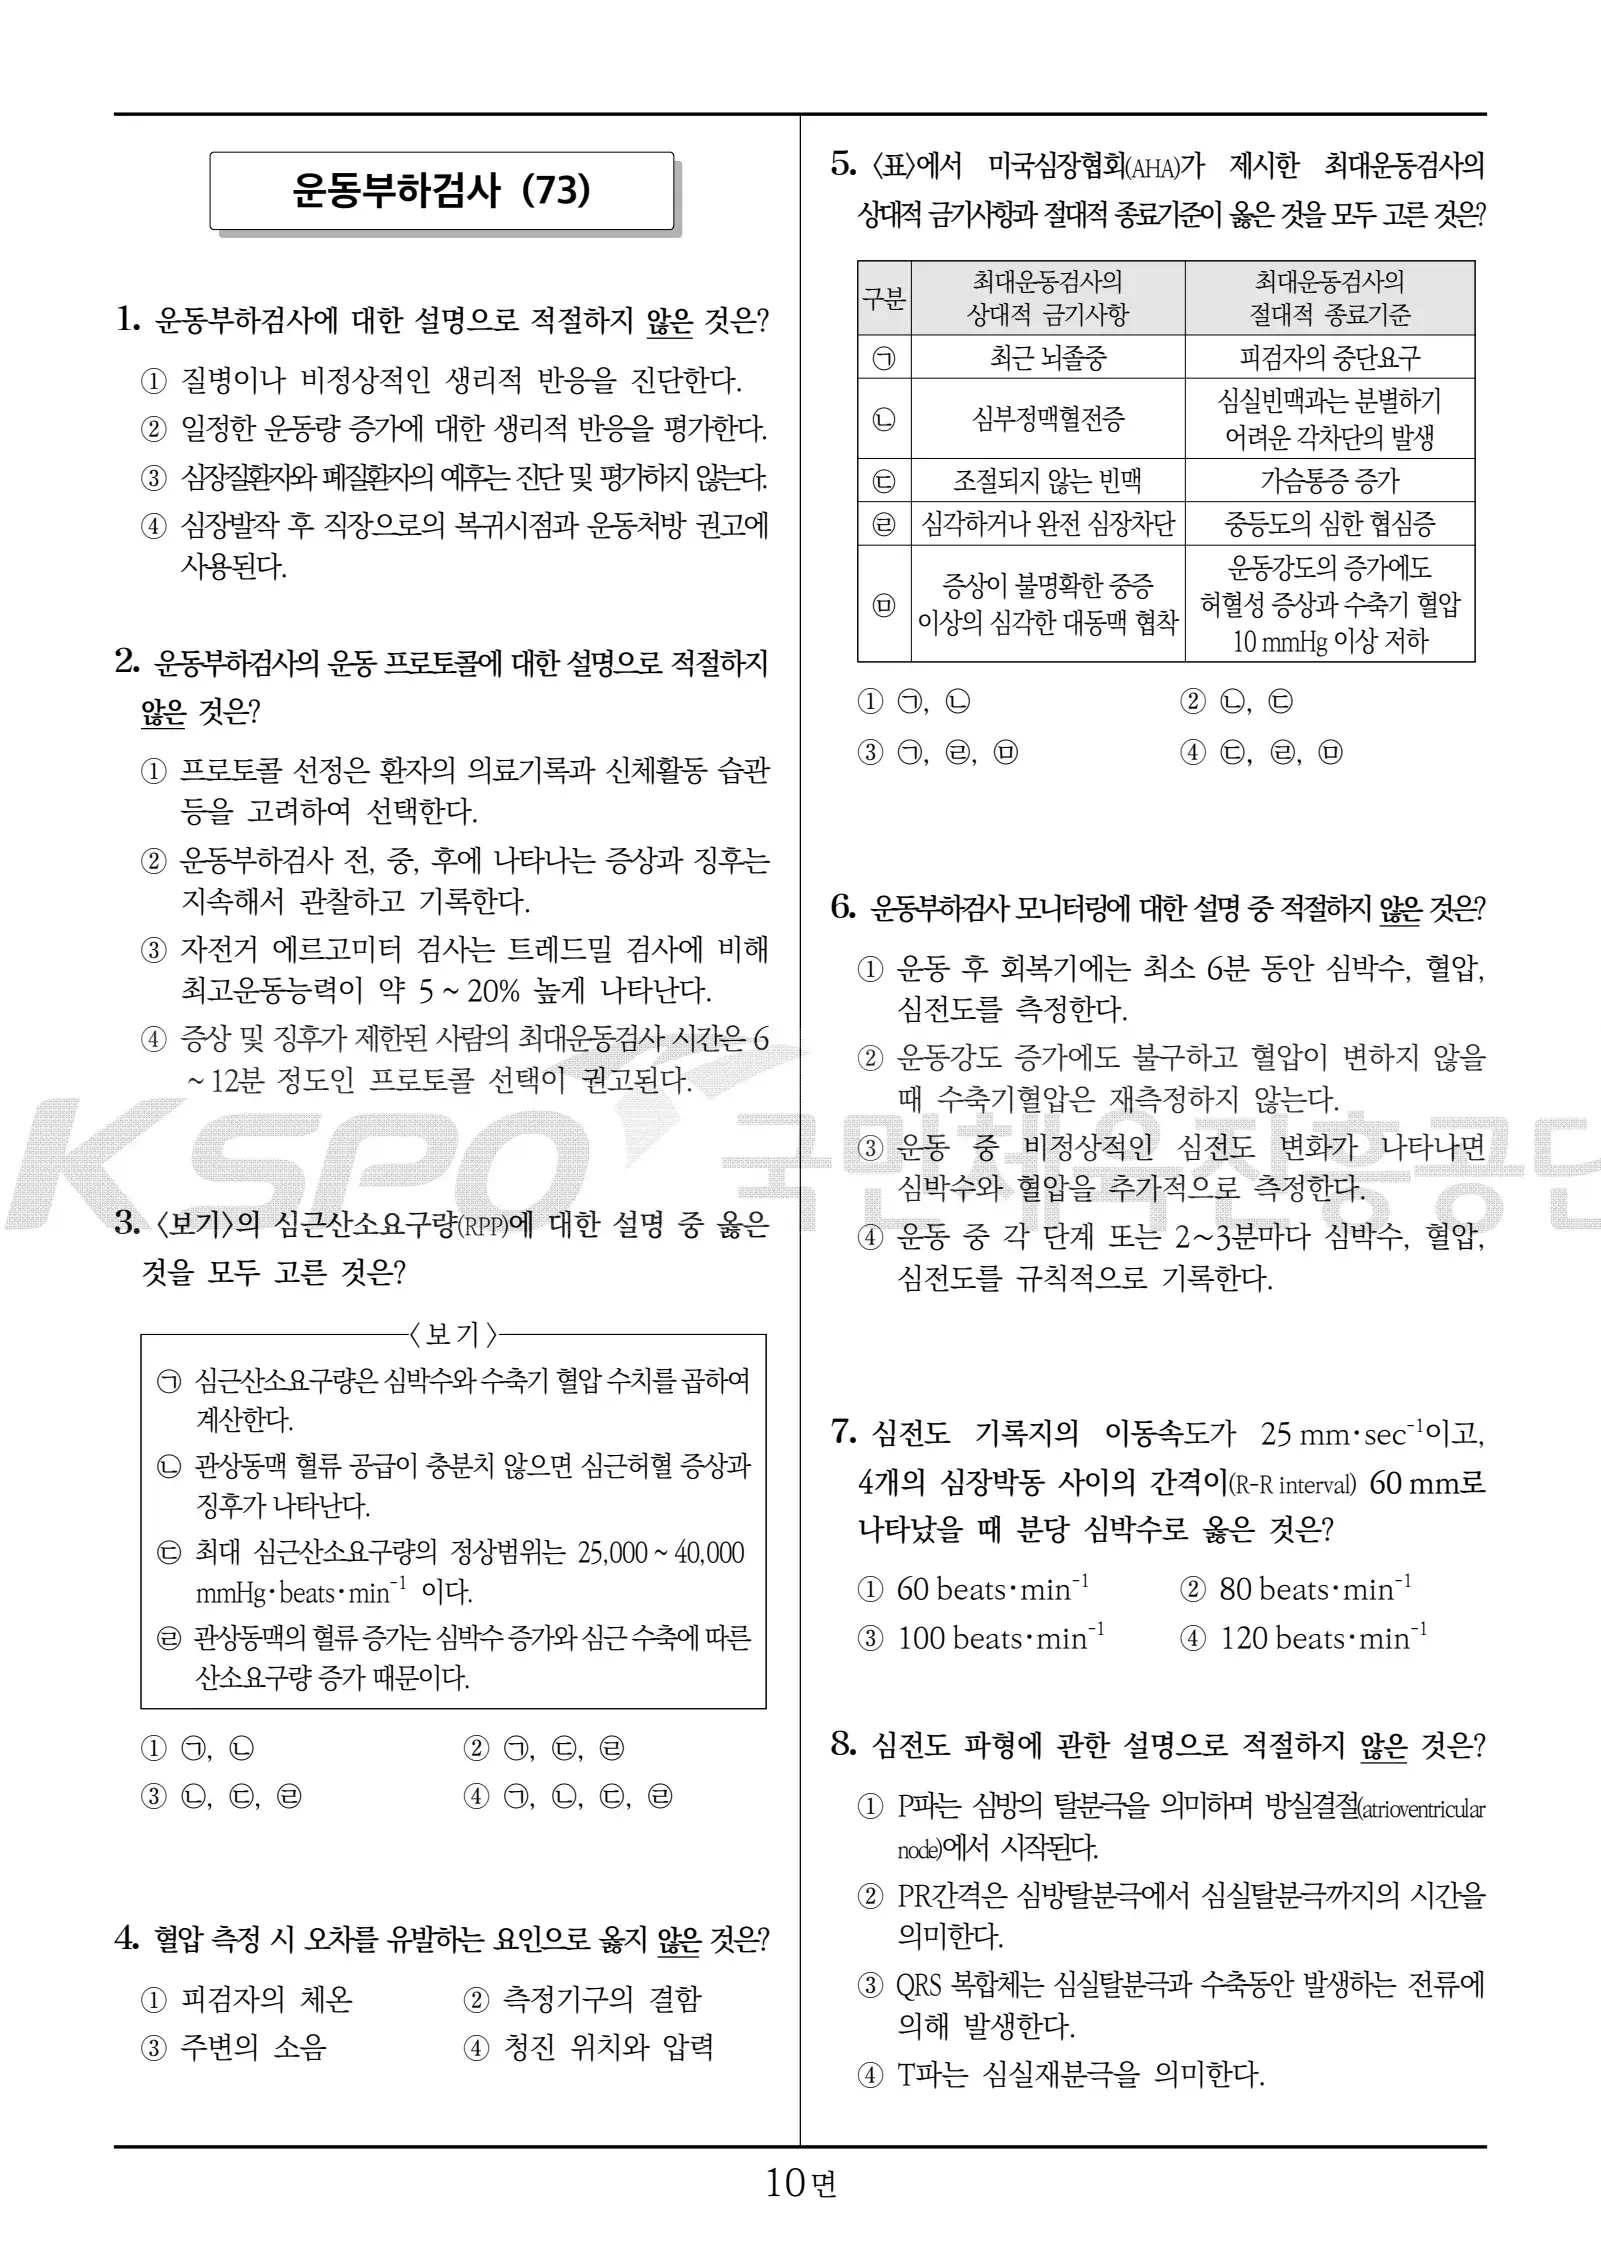 운동부하검사 (73)
1. 운동부하검사에 대한 설명으로 적절하지 않은 것은?
① 질병이나 비정상적인 생리적 반응을 진단한다.
② 일정한 운동량 증가에 대한 생리적 반응을 평가한다.
③ 심장질환자와 폐질환자의 예후는 진단 및 평가하지 않는다.
④ 심장발작 후 직장으로의 복귀시점과 운동처방 권고에
사용된다.
2. 운동부하검사의 운동 프로토콜에 대한 설명으로 적절하지
않은 것은?
① 프로토콜 선정은 환자의 의료기록과 신체활동 습관
등을 고려하여 선택한다.
② 운동부하검사 전, 중, 후에 나타나는 증상과 징후는
지속해서 관찰하고 기록한다.
③ 자전거 에르고미터 검사는 트레드밀 검사에 비해
최고운동능력이 약 5 ~ 20% 높게 나타난다.
④ 증상 및 징후가 제한된 사람의 최대운동검사 시간은 6
~ 12분 정도인 프로토콜 선택이 권고된다.
3. 〈보기〉의 심근산소요구량(RPP)에 대한 설명 중 옳은
것을 모두 고른 것은?
〈보기〉
㉠ 심근산소요구량은 심박수와 수축기 혈압 수치를 곱하여
계산한다.
㉡ 관상동맥 혈류 공급이 충분치 않으면 심근허혈 증상과
징후가 나타난다.
㉢ 최대 심근산소요구량의 정상범위는 25,000 ~ 40,000
mmHg·beats·min⁻¹ 이다.
㉣ 관상동맥의 혈류 증가는 심박수 증가와 심근 수축에 따른
산소요구량 증가 때문이다.
① ㉠, ㉡ ② ㉠, ㉢, ㉣
③ ㉡, ㉢, ㉣ ④ ㉠, ㉡, ㉢, ㉣
4. 혈압 측정 시 오차를 유발하는 요인으로 옳지 않은 것은?
① 피검자의 체온 ② 측정기구의 결함
③ 주변의 소음 ④ 청진 위치와 압력
5. 〈표〉에서 미국심장협회(AHA)가 제시한 최대운동검사의
상대적 금기사항과 절대적 종료기준이 옳은 것을 모두 고른 것은?
구분 최대운동검사의 상대적 금기사항 최대운동검사의 절대적 종료기준
㉠ 최근 뇌졸중 피검자의 중단요구
㉡ 심부정맥혈전증 심실빈맥과는 분별하기 어려운 각차단의 발생
㉢ 조절되지 않는 빈맥 가슴통증 증가
㉣ 심각하거나 완전 심장차단 중등도의 심한 협심증
㉤ 증상이 불명확한 중증 이상의 심각한 대동맥 협착 운동강도의 증가에도 허혈성 증상과 수축기 혈압 10 mmHg 이상 저하
① ㉠, ㉡ ② ㉡, ㉢
③ ㉠, ㉣, ㉤ ④ ㉢, ㉣, ㉤
6. 운동부하검사 모니터링에 대한 설명 중 적절하지 않은 것은?
① 운동 후 회복기에는 최소 6분 동안 심박수, 혈압,
심전도를 측정한다.
② 운동강도 증가에도 불구하고 혈압이 변하지 않을
때 수축기혈압은 재측정하지 않는다.
③ 운동 중 비정상적인 심전도 변화가 나타나면
심박수와 혈압을 추가적으로 측정한다.
④ 운동 중 각 단계 또는 2~3분마다 심박수, 혈압,
심전도를 규칙적으로 기록한다.
7. 심전도 기록지의 이동속도가 25 mm·sec⁻¹이고,
4개의 심장박동 사이의 간격이(R-R interval) 60 mm로
나타났을 때 분당 심박수로 옳은 것은?
① 60 beats·min⁻¹ ② 80 beats·min⁻¹
③ 100 beats·min⁻¹ ④ 120 beats·min⁻¹
8. 심전도 파형에 관한 설명으로 적절하지 않은 것은?
① P파는 심방의 탈분극을 의미하며 방실결절(atrioventricular
node)에서 시작된다.
② PR간격은 심방탈분극에서 심실탈분극까지의 시간을
의미한다.
③ QRS 복합체는 심실탈분극과 수축동안 발생하는 전류에
의해 발생한다.
④ T파는 심실재분극을 의미한다.
KSPO 국민체육진흥공단
10면